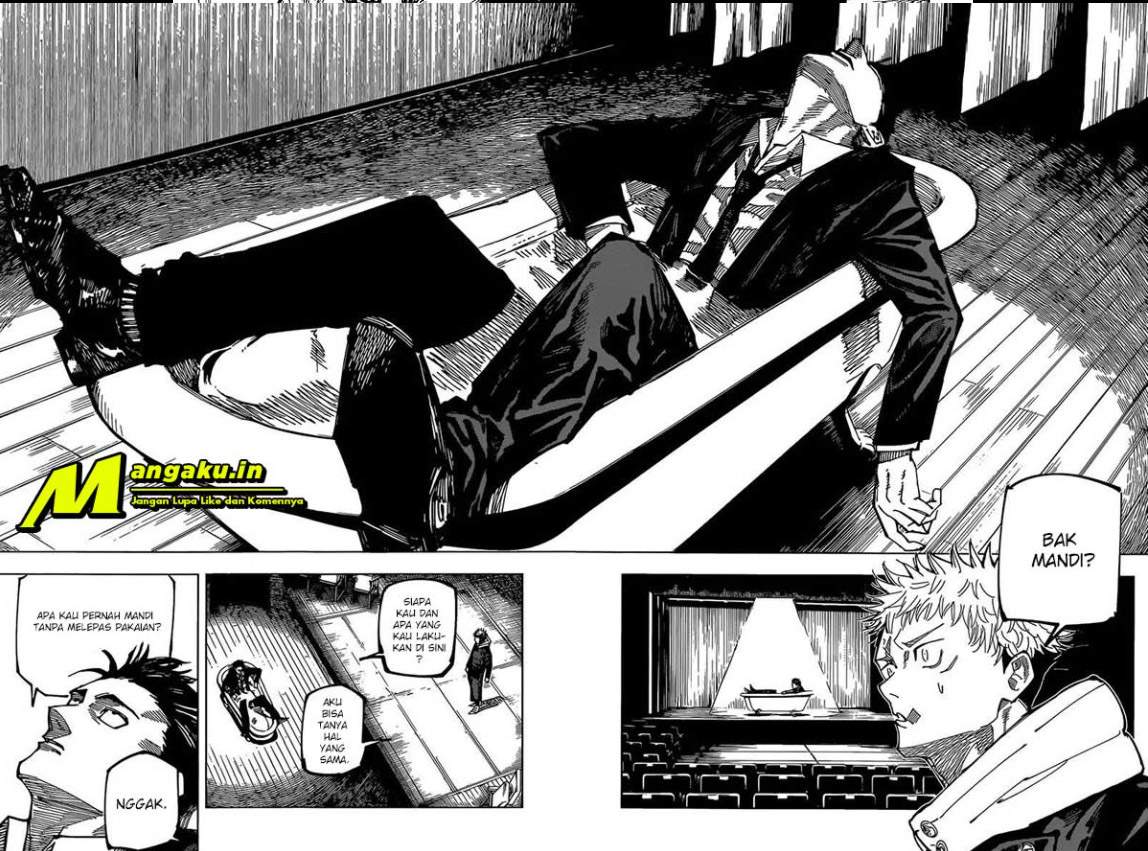 Mangaku.in
Jangan Lupa Like dan Komennya
BAK
MANDI?
SIAPA
KAU DAN
APA YANG
KAU LAKU-
KAN DI SINI
?
AKU
BISA
TANYA
HAL
YANG
SAMA.
APA KAU PERNAH MANDI
TANPA MELEPAS PAKAIAN?
NGGAK.